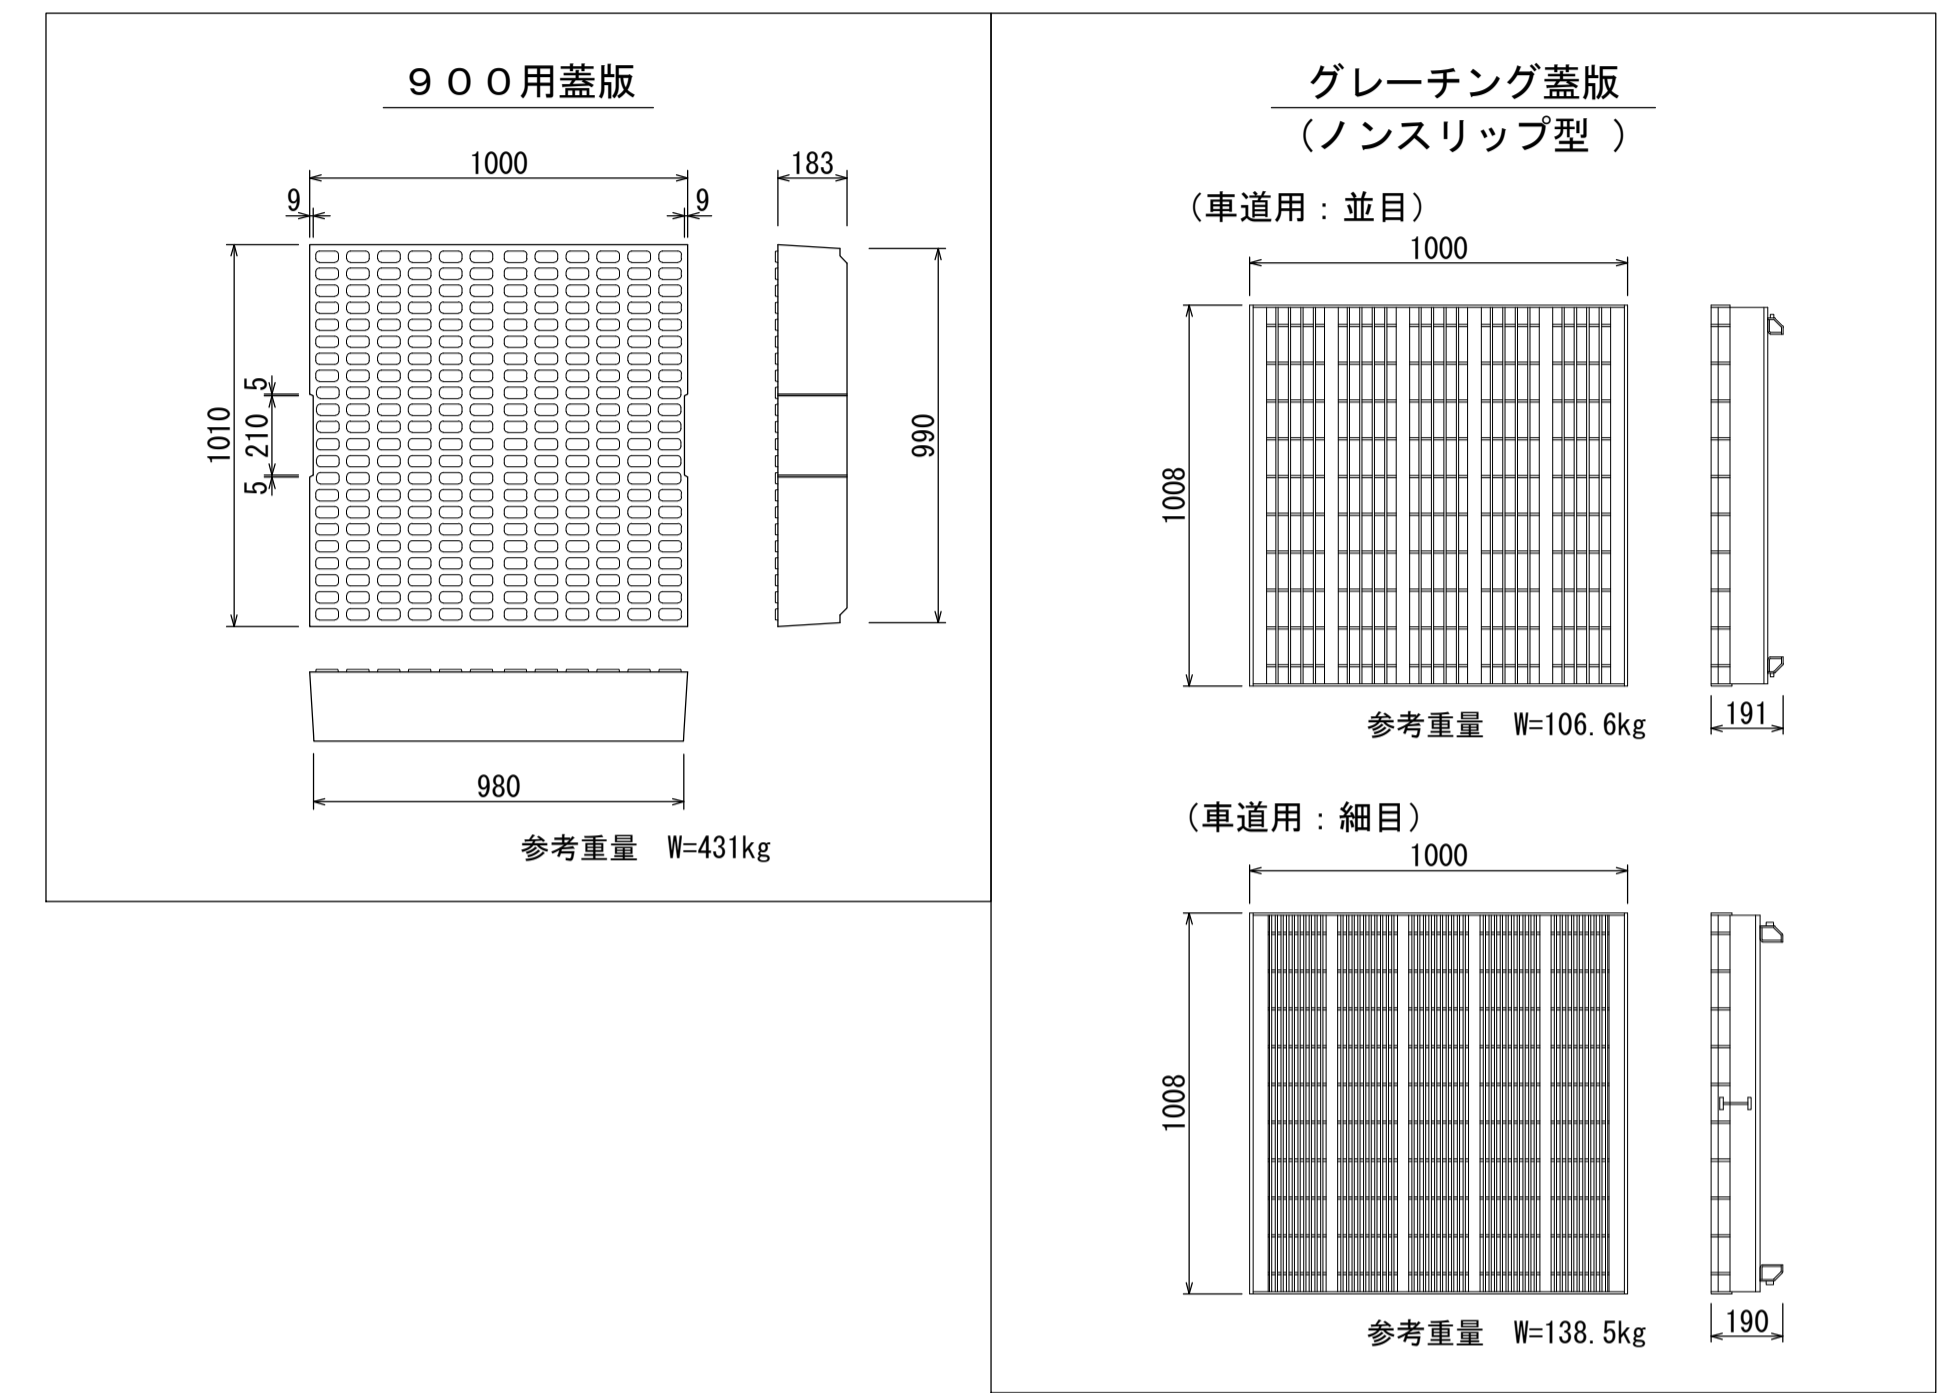 ９００用蓋版
1000
183
9
9
5
210
5
1010
990
980
参考重量　W=431kg
グレーチング蓋版
（ノンスリップ型 ）
（車道用：並目）
1000
1008
191
参考重量　W=106.6kg
（車道用：細目）
1000
1008
190
参考重量　W=138.5kg